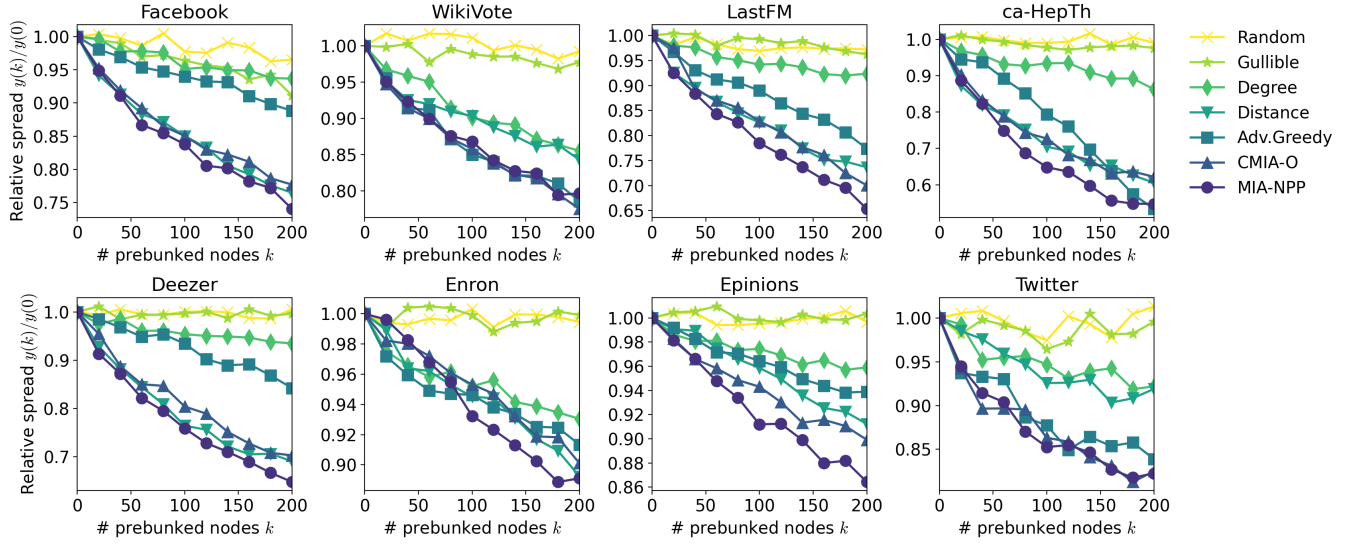 Facebook
WikiVote
LastFM
ca-HepTh
Relative spread y(k)/y(0)
1.00
0.95
0.90
0.85
0.80
0.75
0 50 100 150 200
# prebunked nodes k
1.00
0.95
0.90
0.85
0.80
0 50 100 150 200
# prebunked nodes k
1.00
0.95
0.90
0.85
0.80
0.75
0.70
0.65
0 50 100 150 200
# prebunked nodes k
1.0
0.9
0.8
0.7
0.6
0 50 100 150 200
# prebunked nodes k
Random
Gullible
Degree
Distance
Adv.Greedy
CMIA-O
MIA-NPP
Deezer
Enron
Epinions
Twitter
Relative spread y(k)/y(0)
1.0
0.9
0.8
0.7
0 50 100 150 200
# prebunked nodes k
1.00
0.98
0.96
0.94
0.92
0.90
0 50 100 150 200
# prebunked nodes k
1.00
0.98
0.96
0.94
0.92
0.90
0.88
0.86
0 50 100 150 200
# prebunked nodes k
1.00
0.95
0.90
0.85
0 50 100 150 200
# prebunked nodes k